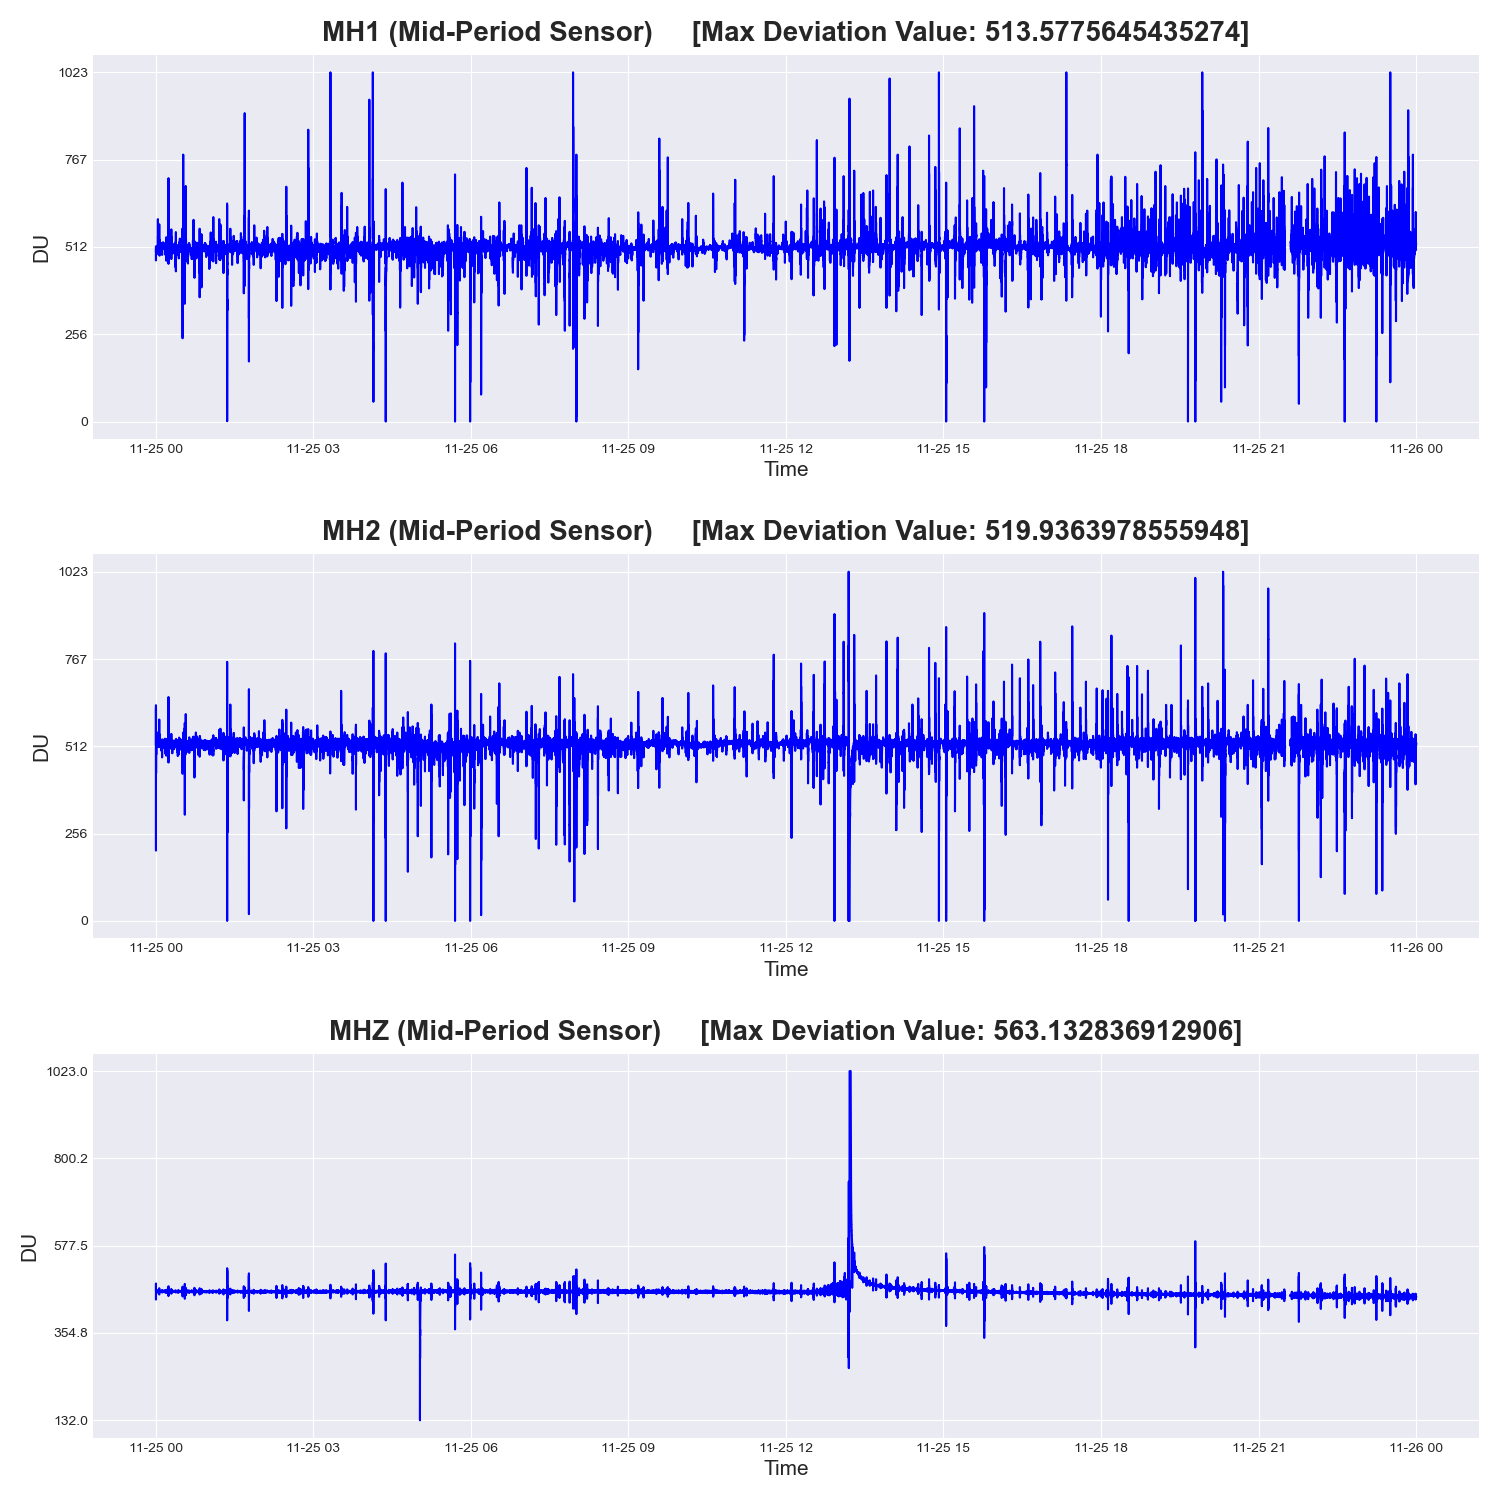 MH1 (Mid-Period Sensor) [Max Deviation Value: 513.5775645435274]
1023
767
512
256
0
DU
11-25 00 11-25 03 11-25 06 11-25 09 11-25 12 11-25 15 11-25 18 11-25 21 11-26 00
Time
MH2 (Mid-Period Sensor) [Max Deviation Value: 519.9363978555948]
1023
767
512
256
0
DU
11-25 00 11-25 03 11-25 06 11-25 09 11-25 12 11-25 15 11-25 18 11-25 21 11-26 00
Time
MHZ (Mid-Period Sensor) [Max Deviation Value: 563.132836912906]
1023.0
800.2
577.5
354.8
132.0
DU
11-25 00 11-25 03 11-25 06 11-25 09 11-25 12 11-25 15 11-25 18 11-25 21 11-26 00
Time